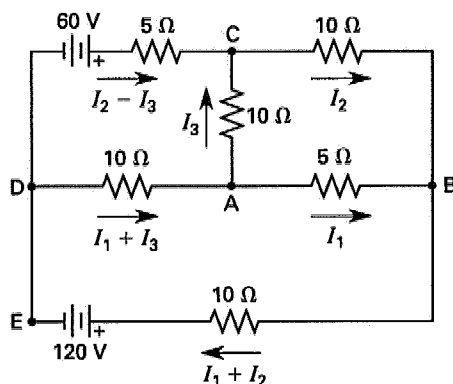 60 V 5 Ω C 10 Ω
+
I₂ − I₃ I₂
I₃ 10 Ω
10 Ω 5 Ω
D A B
I₁ + I₃ I₁
10 Ω
E +
120 V
I₁ + I₂